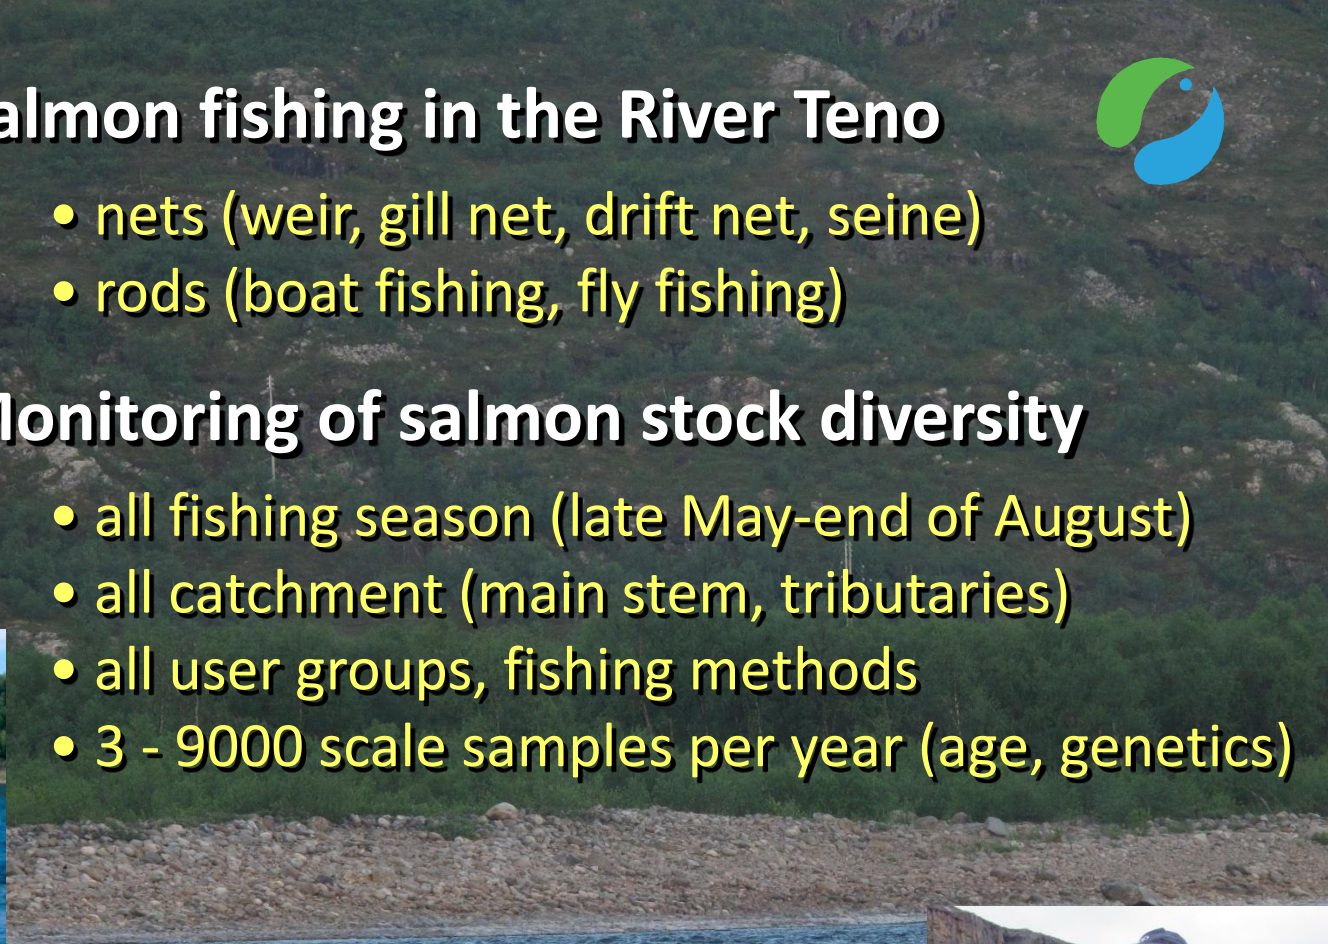 almon fishing in the River Teno
• nets (weir, gill net, drift net, seine)
• rods (boat fishing, fly fishing)
onitoring of salmon stock diversity
• all fishing season (late May-end of August)
• all catchment (main stem, tributaries)
• all user groups, fishing methods
• 3 - 9000 scale samples per year (age, genetics)